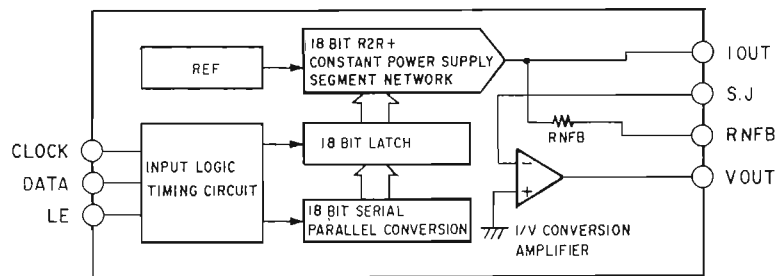 REF
18 BIT R2R+
CONSTANT POWER SUPPLY
SEGMENT NETWORK
I OUT
S.J
RNFB
RNFB
CLOCK
DATA
LE
INPUT LOGIC
TIMING CIRCUIT
18 BIT LATCH
18 BIT SERIAL
PARALLEL CONVERSION
-
+
VOUT
I/V CONVERSION
AMPLIFIER